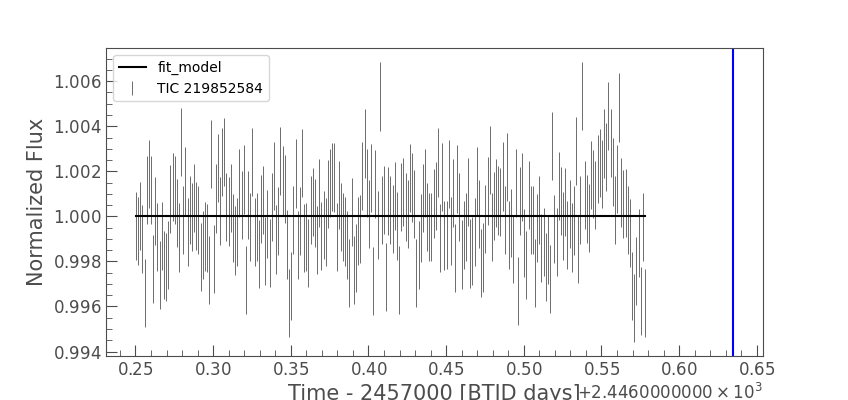 fit_model
TIC 219852584
1.006
1.004
1.002
1.000
0.998
0.996
0.994
Normalized Flux
0.25 0.30 0.35 0.40 0.45 0.50 0.55 0.60 0.65
Time - 2457000 [BTJD days]
+2.4460000000 × 10³